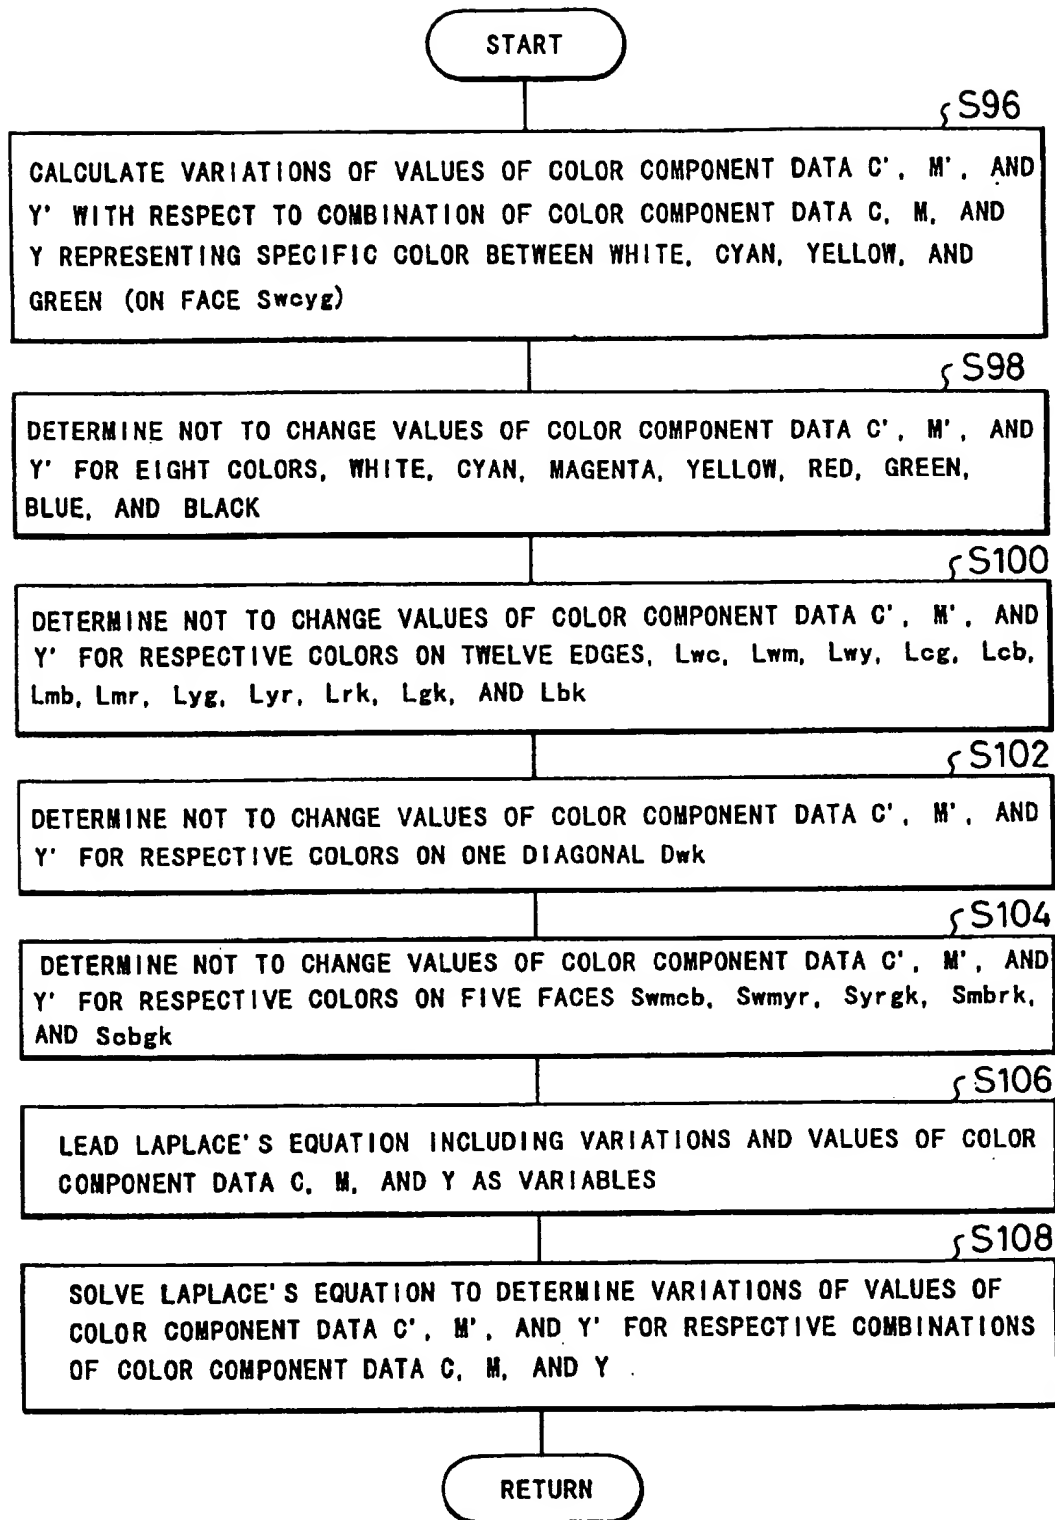 START
S96
CALCULATE VARIATIONS OF VALUES OF COLOR COMPONENT DATA C', M', AND
Y' WITH RESPECT TO COMBINATION OF COLOR COMPONENT DATA C, M, AND
Y REPRESENTING SPECIFIC COLOR BETWEEN WHITE, CYAN, YELLOW, AND
GREEN (ON FACE Swcyg)
S98
DETERMINE NOT TO CHANGE VALUES OF COLOR COMPONENT DATA C', M', AND
Y' FOR EIGHT COLORS, WHITE, CYAN, MAGENTA, YELLOW, RED, GREEN,
BLUE, AND BLACK
S100
DETERMINE NOT TO CHANGE VALUES OF COLOR COMPONENT DATA C', M', AND
Y' FOR RESPECTIVE COLORS ON TWELVE EDGES, Lwc, Lwm, Lwy, Lcg, Lcb,
Lmb, Lmr, Lyg, Lyr, Lrk, Lgk, AND Lbk
S102
DETERMINE NOT TO CHANGE VALUES OF COLOR COMPONENT DATA C', M', AND
Y' FOR RESPECTIVE COLORS ON ONE DIAGONAL Dwk
S104
DETERMINE NOT TO CHANGE VALUES OF COLOR COMPONENT DATA C', M', AND
Y' FOR RESPECTIVE COLORS ON FIVE FACES Swmcb, Swmyr, Syrgk, Smbrk,
AND Scbgk
S106
LEAD LAPLACE'S EQUATION INCLUDING VARIATIONS AND VALUES OF COLOR
COMPONENT DATA C, M, AND Y AS VARIABLES
S108
SOLVE LAPLACE'S EQUATION TO DETERMINE VARIATIONS OF VALUES OF
COLOR COMPONENT DATA C', M', AND Y' FOR RESPECTIVE COMBINATIONS
OF COLOR COMPONENT DATA C, M, AND Y
RETURN